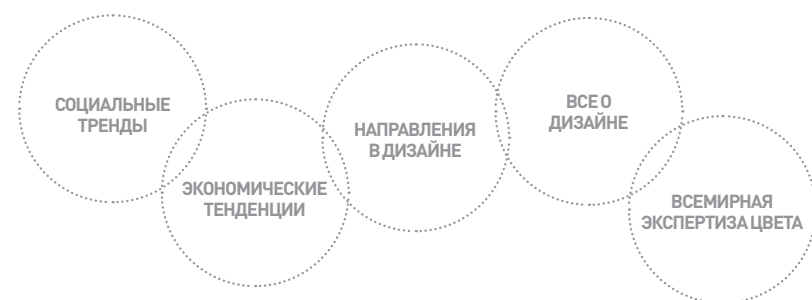 СОЦИАЛЬНЫЕ
ТРЕНДЫ
ЭКОНОМИЧЕСКИЕ
ТЕНДЕНЦИИ
НАПРАВЛЕНИЯ
В ДИЗАЙНЕ
ВСЕ О
ДИЗАЙНЕ
ВСЕМИРНАЯ
ЭКСПЕРТИЗА ЦВЕТА